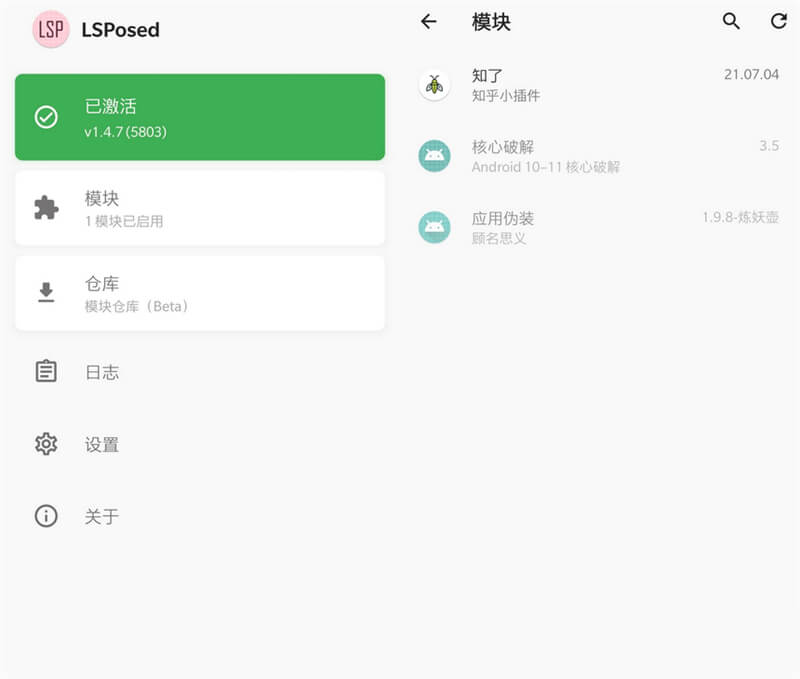 LSP LSPosed
已激活
v1.4.7 (5803)
模块
1 模块已启用
仓库
模块仓库（Beta）
日志
设置
关于
模块
知了 21.07.04
知乎小插件
核心破解 3.5
Android 10–11 核心破解
应用伪装 1.9.8-炼妖壶
顾名思义